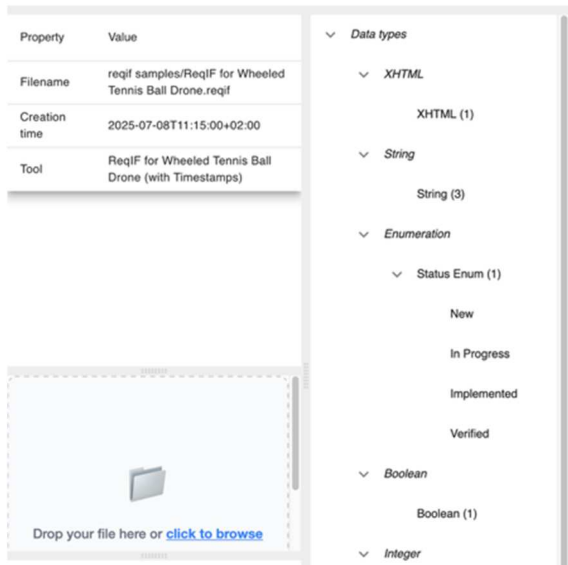 Property Value
Filename reqif samples/ReqIF for Wheeled
Tennis Ball Drone.reqif
Creation
time 2025-07-08T11:15:00+02:00
Tool ReqIF for Wheeled Tennis Ball
Drone (with Timestamps)
Drop your file here or click to browse
Data types
XHTML
XHTML (1)
String
String (3)
Enumeration
Status Enum (1)
New
In Progress
Implemented
Verified
Boolean
Boolean (1)
Integer